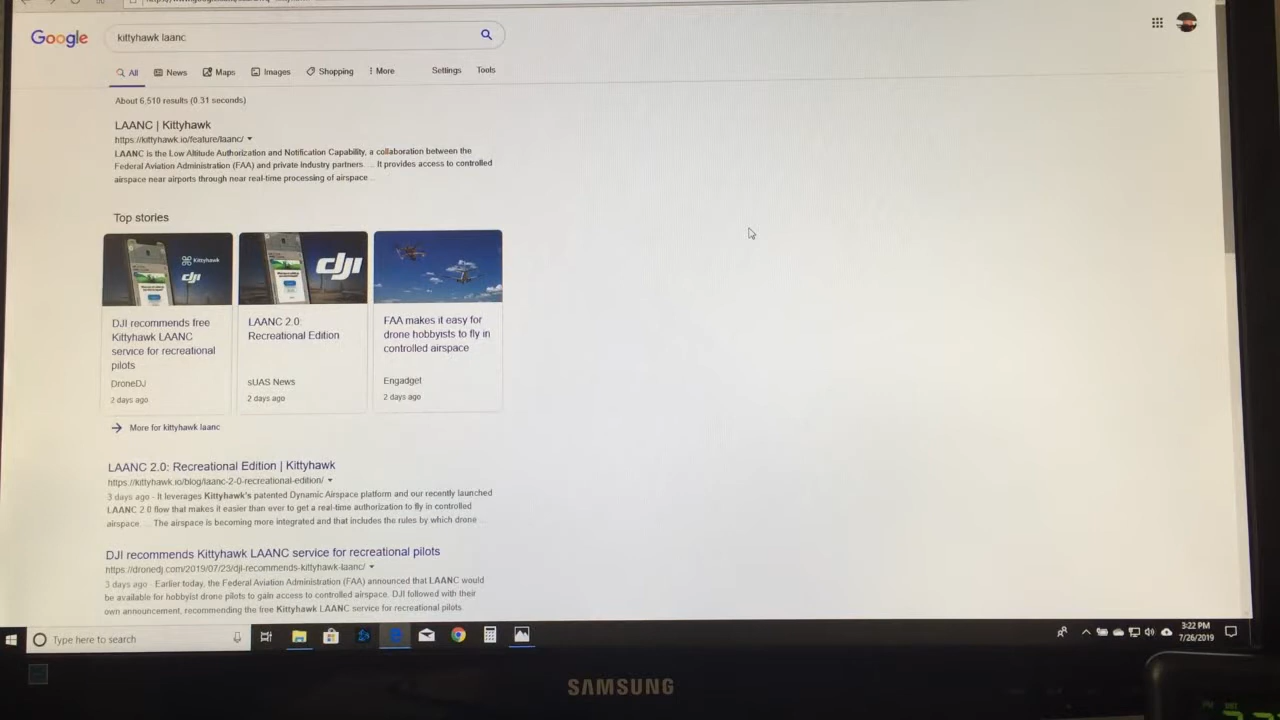 Google
kittyhawk laanc
All
News
Maps
Images
Shopping
More
Settings
Tools
About 6,510 results (0.31 seconds)
LAANC | Kittyhawk
https://kittyhawk.io/feature/laanc/
LAANC is the Low Altitude Authorization and Notification Capability, a collaboration between the
Federal Aviation Administration (FAA) and private industry partners. ... It provides access to controlled
airspace near airports through near real-time processing of airspace ...
Top stories
Kittyhawk
dji
dji
DJI recommends free
Kittyhawk LAANC
service for recreational
pilots
DroneDJ
2 days ago
LAANC 2.0:
Recreational Edition
sUAS News
2 days ago
FAA makes it easy for
drone hobbyists to fly in
controlled airspace
Engadget
2 days ago
More for kittyhawk laanc
LAANC 2.0: Recreational Edition | Kittyhawk
https://kittyhawk.io/blog/laanc-2-0-recreational-edition/
3 days ago - It leverages Kittyhawk's patented Dynamic Airspace platform and our recently launched
LAANC 2.0 flow that makes it easier than ever to get a real-time authorization to fly in controlled
airspace. ... The airspace is becoming more integrated and that includes the rules by which drone ...
DJI recommends Kittyhawk LAANC service for recreational pilots
https://dronedj.com/2019/07/23/dji-recommends-kittyhawk-laanc/
3 days ago - Earlier today, the Federal Aviation Administration (FAA) announced that LAANC would
be available for hobbyist drone pilots to gain access to controlled airspace. DJI followed with their
own announcement, recommending the free Kittyhawk LAANC service for recreational pilots.
Type here to search
3:22 PM
7/26/2019
SAMSUNG